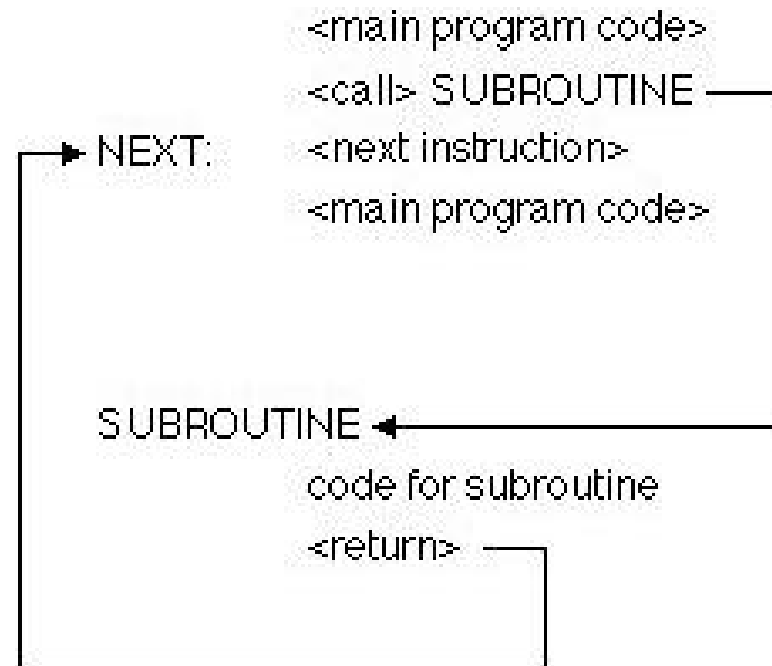 <main program code>
<call> SUBROUTINE
NEXT: <next instruction>
<main program code>
SUBROUTINE
code for subroutine
<return>